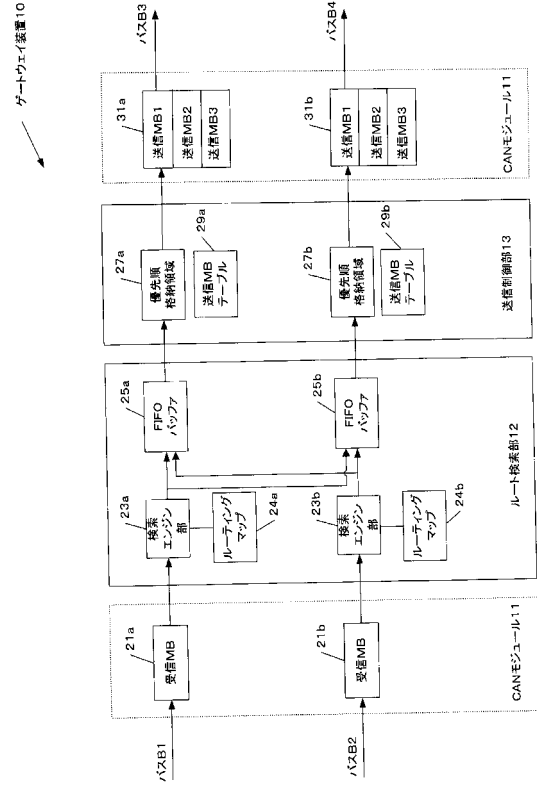 ゲートウェイ装置10
バスB1
21a
受信MB
バスB2
21b
受信MB
CANモジュール11
23a
検索
エンジン
部
ルーティング
マップ
24a
23b
検索
エンジン
部
ルーティング
マップ
24b
25a
FIFO
バッファ
25b
FIFO
バッファ
ルート検索部12
27a
優先順
格納領域
29a
送信MB
テーブル
27b
優先順
格納領域
29b
送信MB
テーブル
送信制御部13
31a
送信MB1
送信MB2
送信MB3
バスB3
31b
送信MB1
送信MB2
送信MB3
バスB4
CANモジュール11